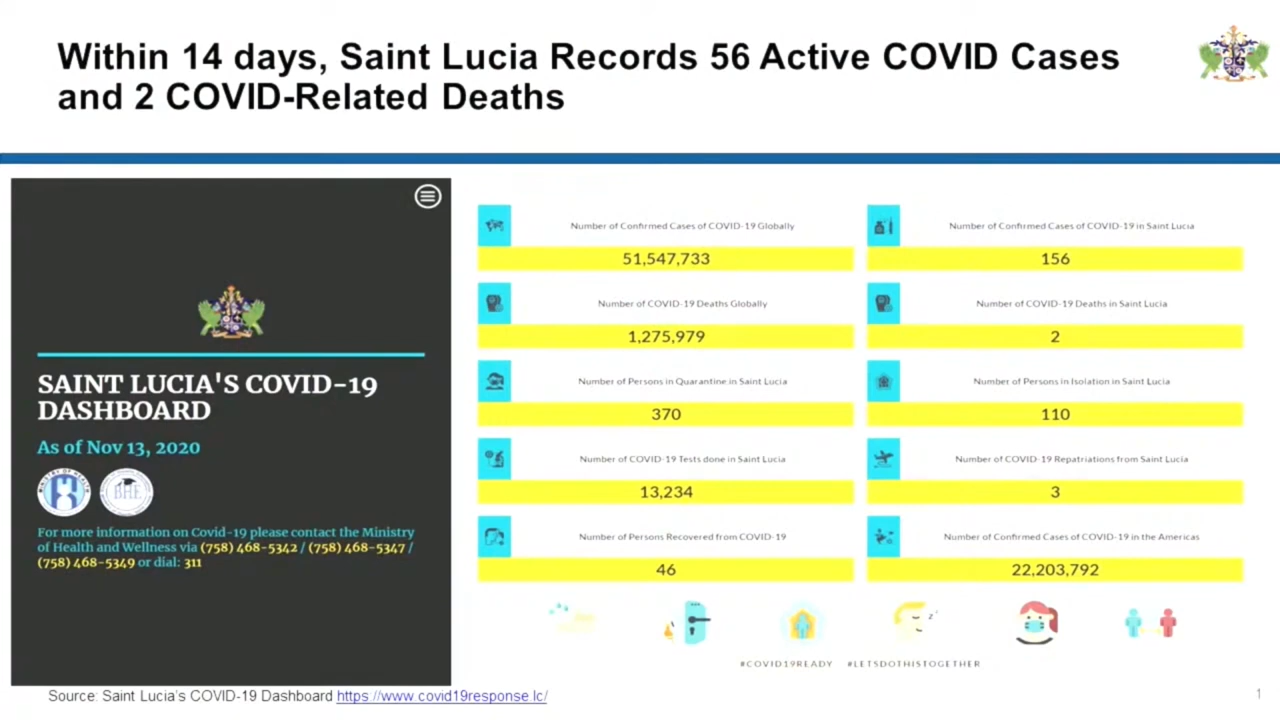 Within 14 days, Saint Lucia Records 56 Active COVID Cases
and 2 COVID-Related Deaths
SAINT LUCIA'S COVID-19
DASHBOARD
As of Nov 13, 2020
MINISTRY OF HEALTH
BHE
For more information on Covid-19 please contact the Ministry
of Health and Wellness via (758) 468-5342 / (758) 468-5347 /
(758) 468-5349 or dial: 311
Number of Confirmed Cases of COVID-19 Globally
51,547,733
Number of Confirmed Cases of COVID-19 in Saint Lucia
156
Number of COVID-19 Deaths Globally
1,275,979
Number of COVID-19 Deaths in Saint Lucia
2
Number of Persons in Quarantine in Saint Lucia
370
Number of Persons in Isolation in Saint Lucia
110
Number of COVID-19 Tests done in Saint Lucia
13,234
Number of COVID-19 Repatriations from Saint Lucia
3
Number of Persons Recovered from COVID-19
46
Number of Confirmed Cases of COVID-19 in the Americas
22,203,792
#COVID19READY #LETSDOTHISTOGETHER
Source: Saint Lucia's COVID-19 Dashboard https://www.covid19response.lc/
1